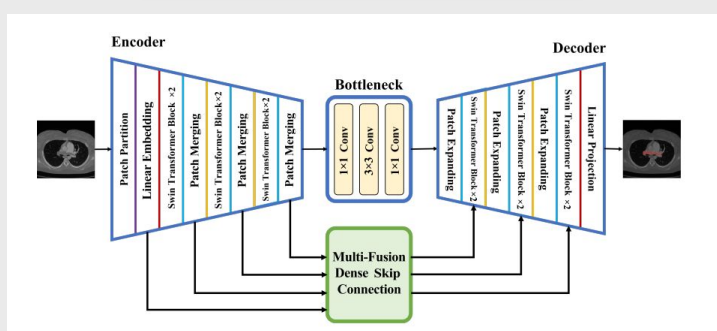 Encoder
Decoder
Bottleneck
Patch Partition
Linear Embedding
Swin Transformer Block×2
Patch Merging
Swin Transformer Block×2
Patch Merging
Swin Transformer Block×2
Patch Merging
1×1 Conv
3×3 Conv
1×1 Conv
Patch Expanding
Swin Transformer Block ×2
Patch Expanding
Swin Transformer Block ×2
Patch Expanding
Swin Transformer Block ×2
Linear Projection
Multi-Fusion
Dense Skip
Connection